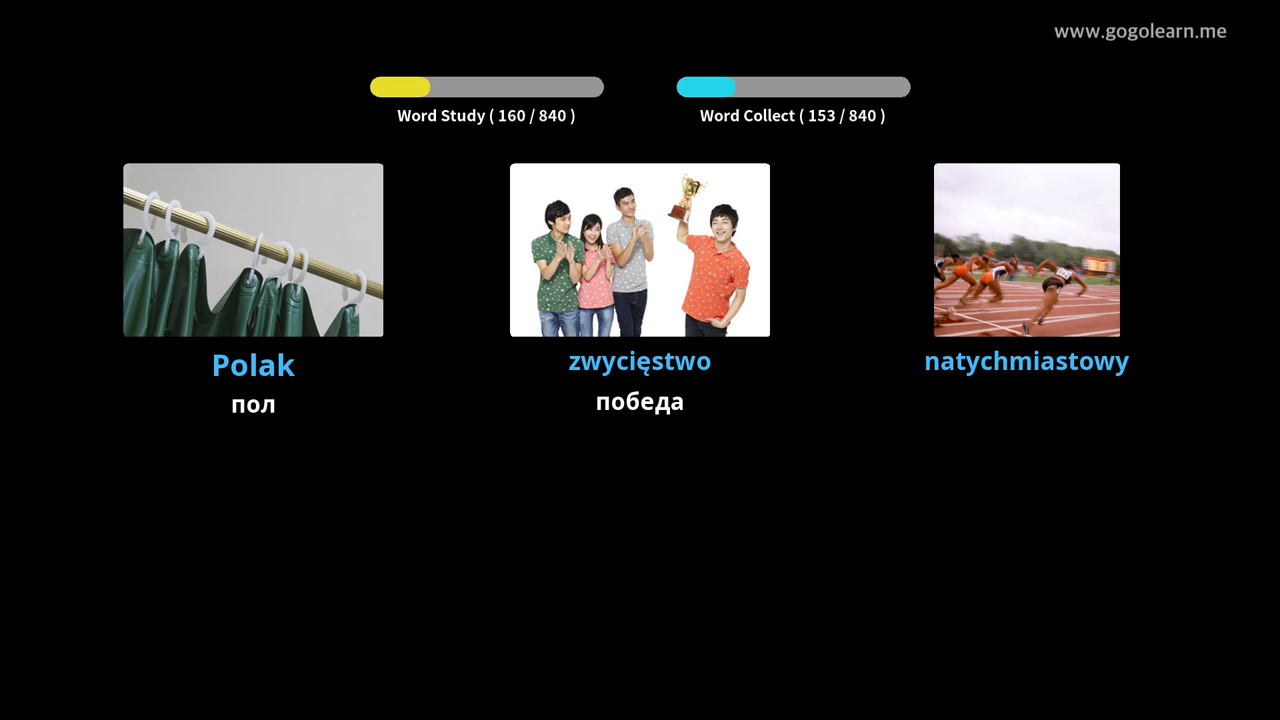 www.gogolearn.me
Word Study ( 160 / 840 )
Word Collect ( 153 / 840 )
Polak
zwycięstwo
natychmiastowy
пол
победа